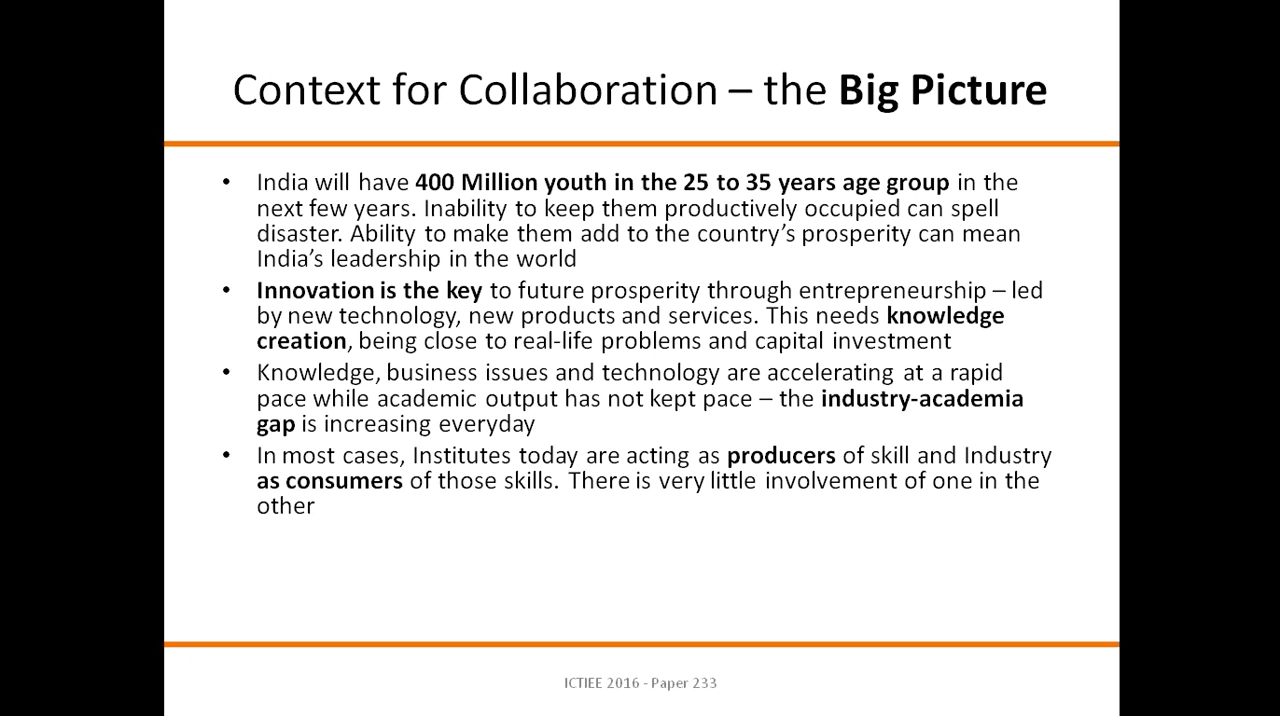 Context for Collaboration – the Big Picture
• India will have 400 Million youth in the 25 to 35 years age group in the
next few years. Inability to keep them productively occupied can spell
disaster. Ability to make them add to the country’s prosperity can mean
India’s leadership in the world
• Innovation is the key to future prosperity through entrepreneurship – led
by new technology, new products and services. This needs knowledge
creation, being close to real-life problems and capital investment
• Knowledge, business issues and technology are accelerating at a rapid
pace while academic output has not kept pace – the industry-academia
gap is increasing everyday
• In most cases, Institutes today are acting as producers of skill and Industry
as consumers of those skills. There is very little involvement of one in the
other
ICTIEE 2016 - Paper 233